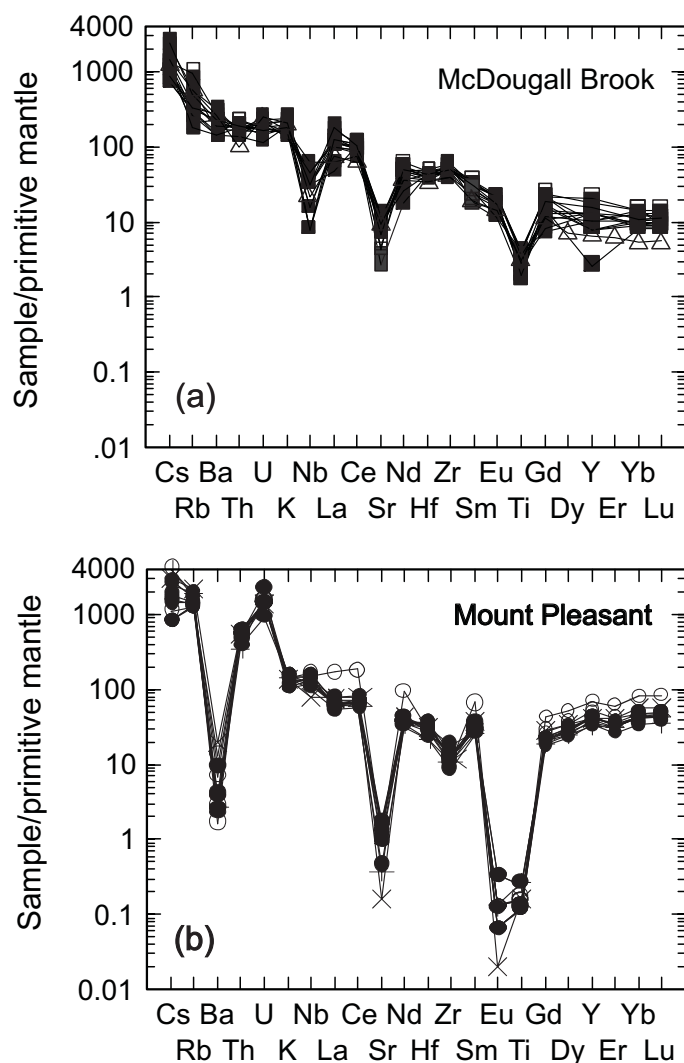 4000
1000
100
10
1
0.1
.01
Sample/primitive mantle
McDougall Brook
(a)
Cs Ba U Nb Ce Nd Zr Eu Gd Y Yb
Rb Th K La Sr Hf Sm Ti Dy Er Lu
4000
1000
100
10
1
0.1
0.01
Sample/primitive mantle
Mount Pleasant
(b)
Cs Ba U Nb Ce Nd Zr Eu Gd Y Yb
Rb Th K La Sr Hf Sm Ti Dy Er Lu